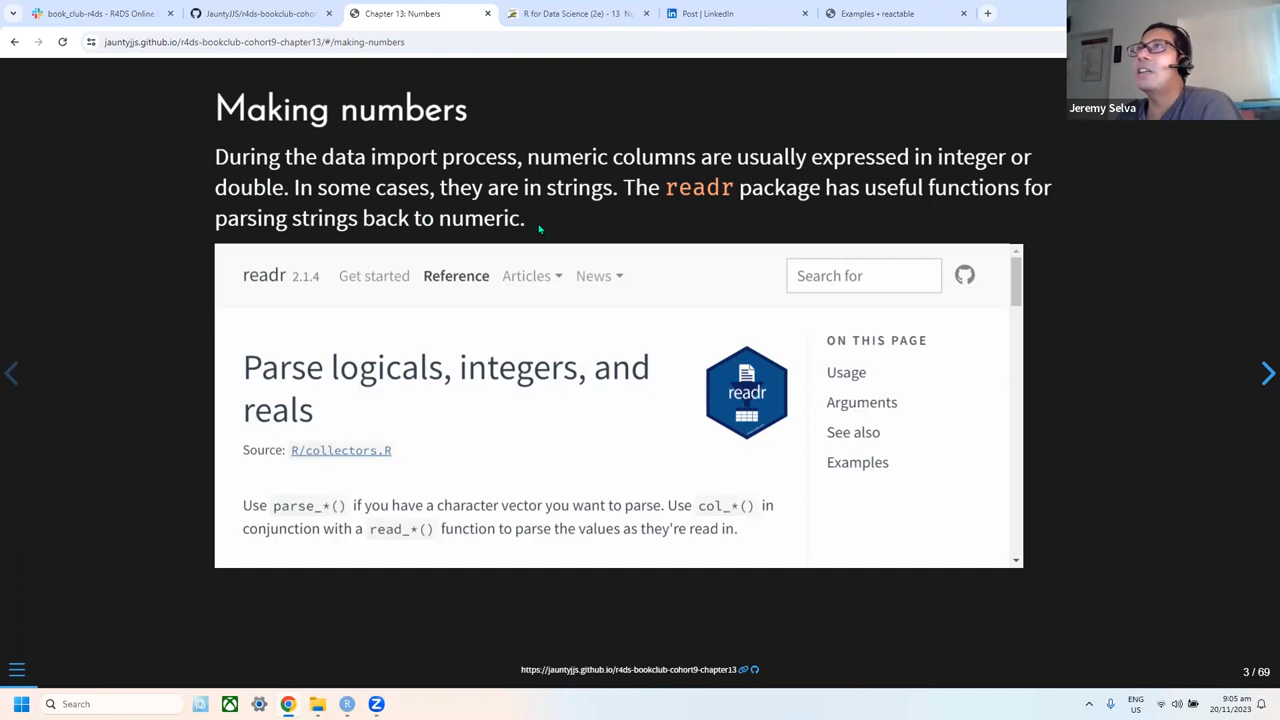 book_club-r4ds - R4DS Online L
JauntyJJS/r4ds-bookclub-cohor
Chapter 13: Numbers
R for Data Science (2e) - 13 Nu
Post | LinkedIn
Examples – reactable
jauntyjjs.github.io/r4ds-bookclub-cohort9-chapter13/#/making-numbers
Jeremy Selva
Making numbers
During the data import process, numeric columns are usually expressed in integer or
double. In some cases, they are in strings. The readr package has useful functions for
parsing strings back to numeric.
readr 2.1.4 Get started Reference Articles News Search for
ON THIS PAGE
Parse logicals, integers, and
reals
readr
Usage
Arguments
See also
Examples
Source: R/collectors.R
Use parse_*() if you have a character vector you want to parse. Use col_*() in
conjunction with a read_*() function to parse the values as they're read in.
https://jauntyjjs.github.io/r4ds-bookclub-cohort9-chapter13
3 / 69
Search
ENG
US
9:05 am
20/11/2023